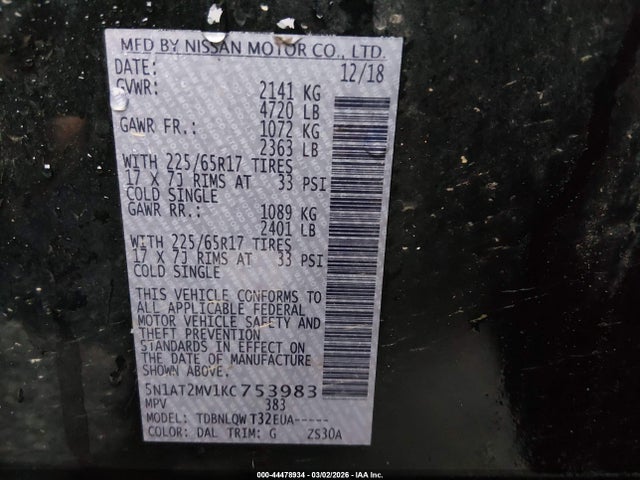 MFD BY NISSAN MOTOR CO., LTD.
DATE: 12/18
GVWR: 2141 KG
4720 LB
GAWR FR.: 1072 KG
2363 LB
WITH 225/65R17 TIRES
17 X 7J RIMS AT 33 PSI
COLD SINGLE
GAWR RR.: 1089 KG
2401 LB
WITH 225/65R17 TIRES
17 X 7J RIMS AT 33 PSI
COLD SINGLE
THIS VEHICLE CONFORMS TO
ALL APPLICABLE FEDERAL
MOTOR VEHICLE SAFETY AND
THEFT PREVENTION
STANDARDS IN EFFECT ON
THE DATE OF MANUFACTURE
SHOWN ABOVE.
5N1AT2MV1KC753983
MPV 383
MODEL: TDBNLQWT32EUA-----
COLOR: DAL TRIM: G ZS30A
000-44478934 - 03/02/2026 - IAA Inc.